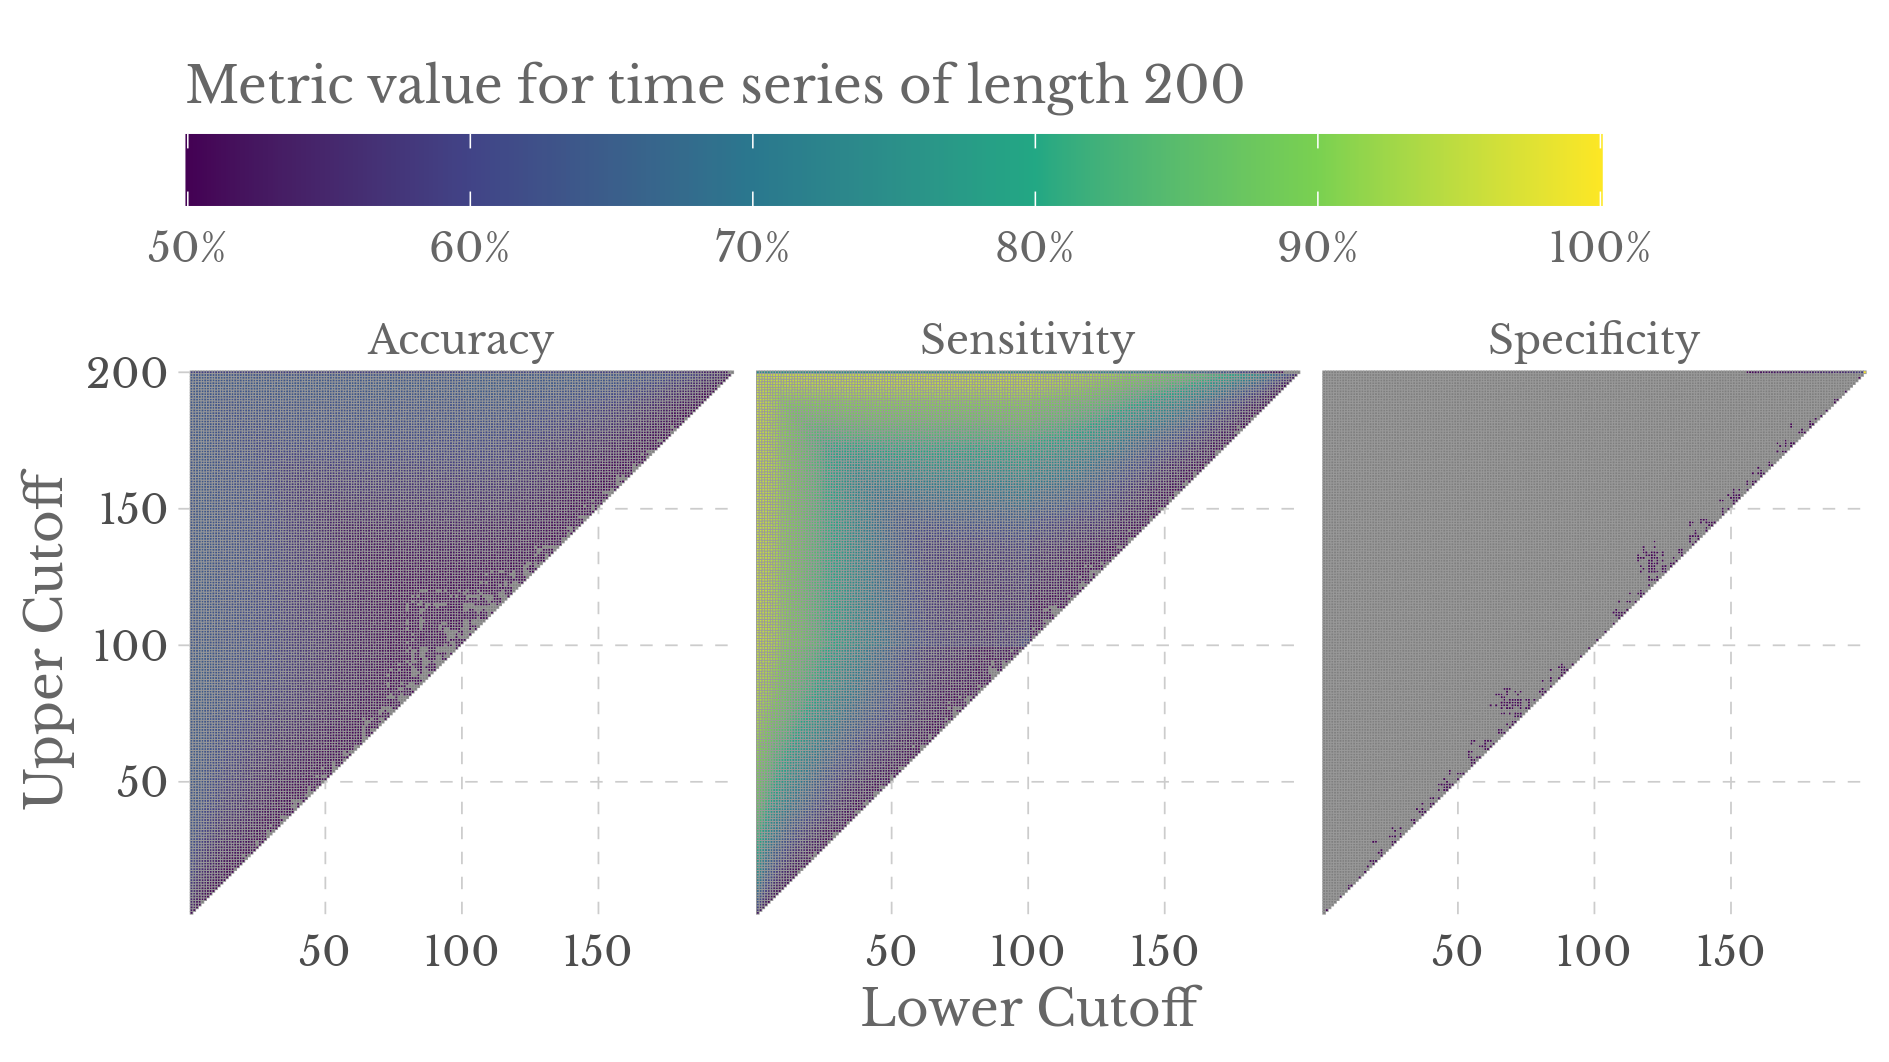 Metric value for time series of length 200
50% 60% 70% 80% 90% 100%
Accuracy Sensitivity Specificity
200
150
100
50
Upper Cutoff
50 100 150 50 100 150 50 100 150
Lower Cutoff